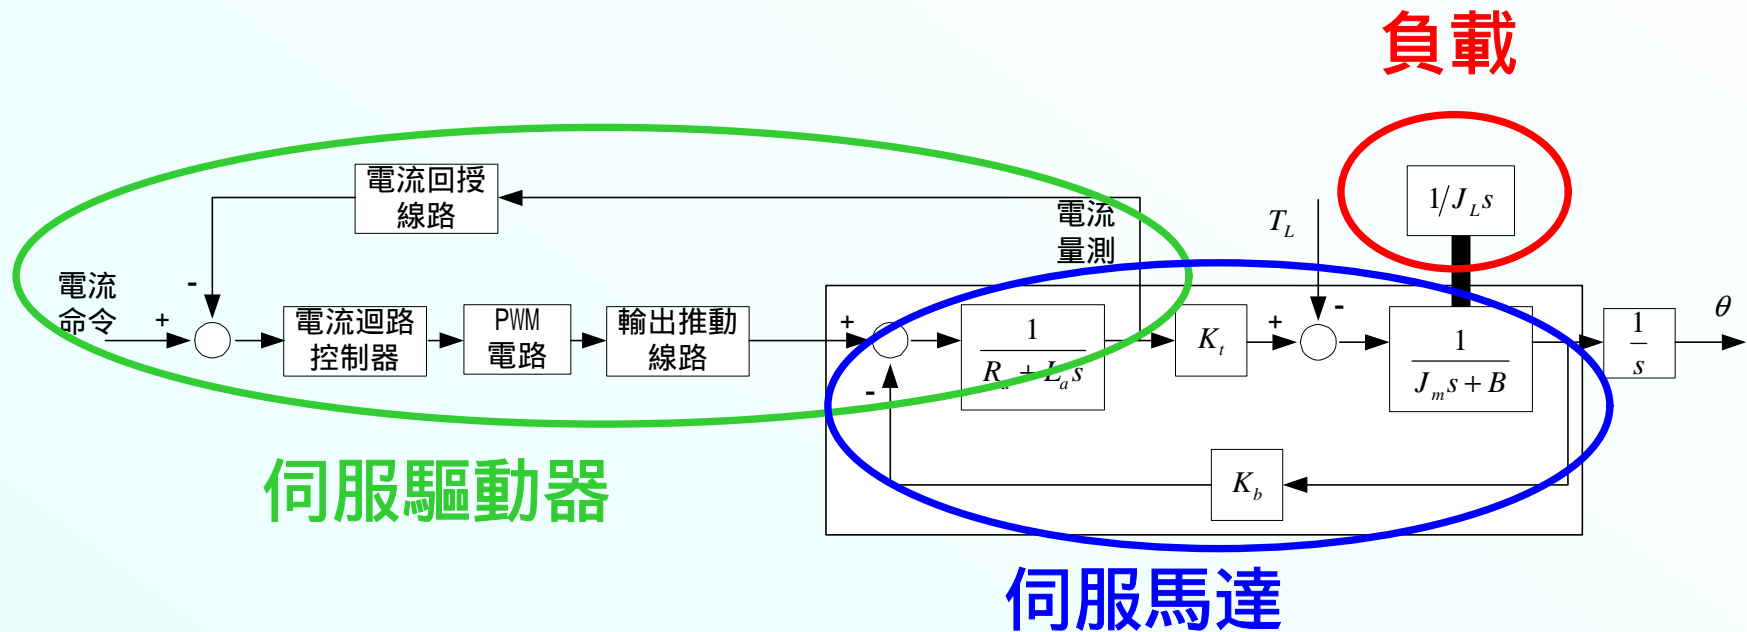 負載
電流回授
線路
電流
量測
T_L
1/J_L s
電流
命令
-
+
電流迴路
控制器
PWM
電路
輸出推動
線路
+
-
1
R_a + L_a s
K_t
+
-
1
J_m s + B
1
s
θ
K_b
伺服驅動器
伺服馬達